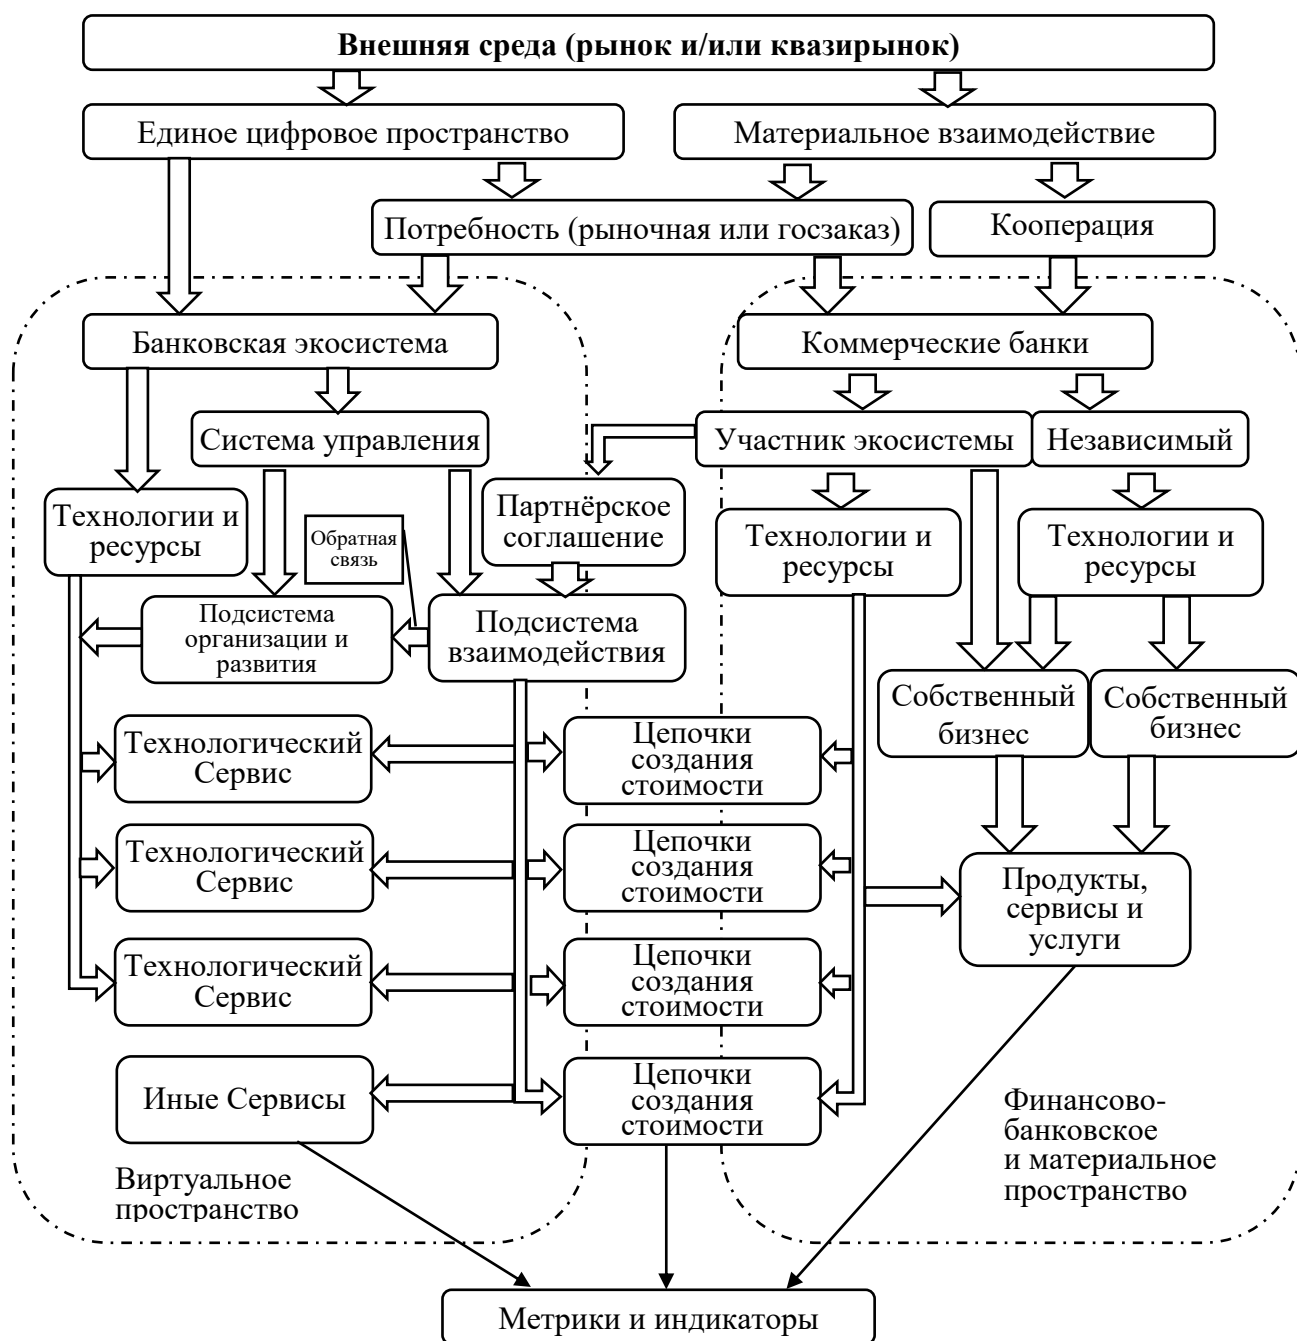 Внешняя среда (рынок и/или квазирынок)
Единое цифровое пространство
Материальное взаимодействие
Потребность (рыночная или госзаказ)
Кооперация
Банковская экосистема
Коммерческие банки
Система управления
Участник экосистемы
Независимый
Технологии и
ресурсы
Обратная
связь
Партнёрское
соглашение
Технологии и
ресурсы
Технологии и
ресурсы
Подсистема
организации и
развития
Подсистема
взаимодействия
Собственный
бизнес
Собственный
бизнес
Технологический
Сервис
Цепочки
создания
стоимости
Технологический
Сервис
Цепочки
создания
стоимости
Продукты,
сервисы и
услуги
Технологический
Сервис
Цепочки
создания
стоимости
Иные Сервисы
Цепочки
создания
стоимости
Финансово-
банковское
и материальное
пространство
Виртуальное
пространство
Метрики и индикаторы